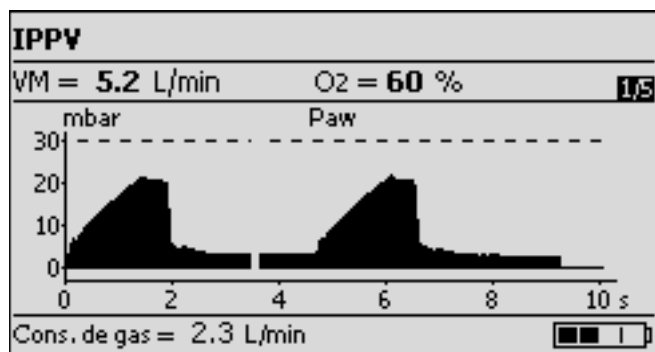 IPPV
VM = 5.2 L/min O2 = 60 %
1/5
mbar Paw
30
20
10
0
0 2 4 6 8 10 s
Cons. de gas = 2.3 L/min